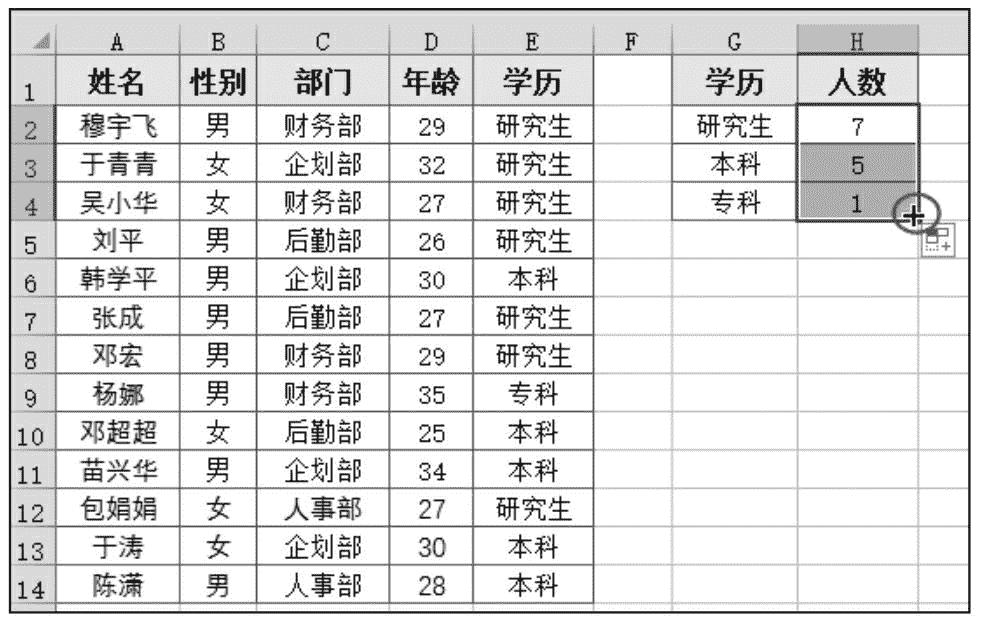 A B C D E F G H
1 姓名 性别 部门 年龄 学历 学历 人数
2 穆宇飞 男 财务部 29 研究生 研究生 7
3 于青青 女 企划部 32 研究生 本科 5
4 吴小华 女 财务部 27 研究生 专科 1
5 刘平 男 后勤部 26 研究生
6 韩学平 男 企划部 30 本科
7 张成 男 后勤部 27 研究生
8 邓宏 男 财务部 29 研究生
9 杨娜 男 财务部 35 专科
10 邓超超 女 后勤部 25 本科
11 苗兴华 男 企划部 34 本科
12 包娟娟 女 人事部 27 研究生
13 于涛 女 企划部 30 本科
14 陈潇 男 人事部 28 本科